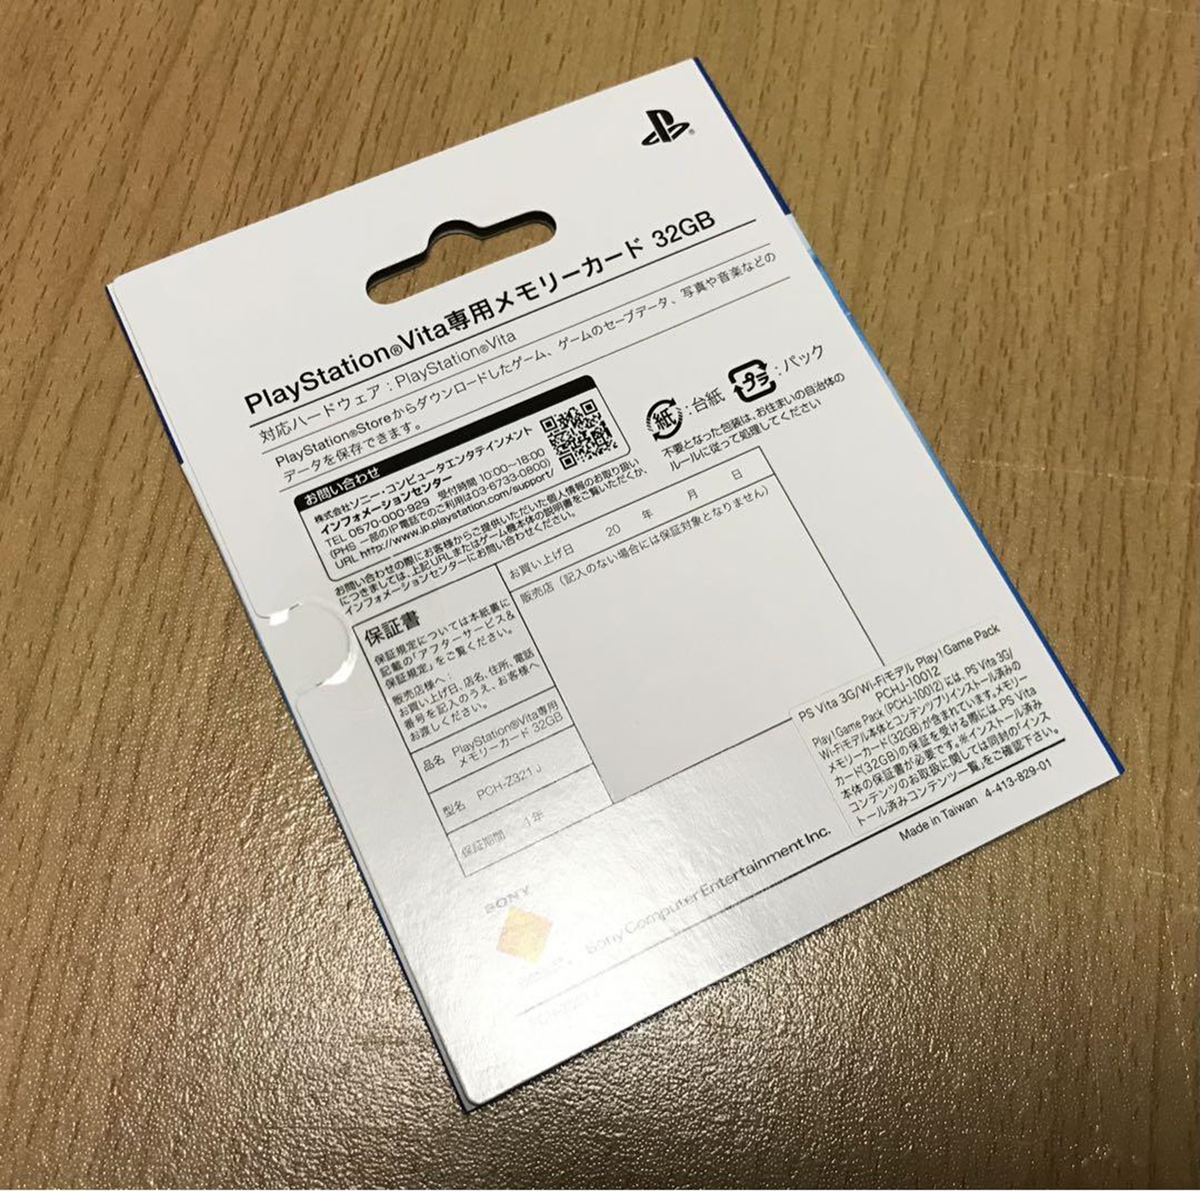 PlayStation®Vita専用メモリーカード 32GB
対応ハードウェア：PlayStation®Vita
PlayStation®Storeからダウンロードしたゲーム、ゲームのセーブデータ、写真や音楽などの
データを保存できます。
お問い合わせ
株式会社ソニー・コンピュータエンタテインメント
インフォメーションセンター
TEL 0570-000-929 受付時間 10:00~18:00
(PHS、一部のIP電話でのご利用は03-6733-0800)
URL http://www.jp.playstation.com/support/
お問い合わせの際にお客様からご提供いただいた個人情報のお取り扱い
につきましては、上記URLまたはゲーム機本体の説明書をご覧いただくか、
インフォメーションセンターにお問い合わせください。
紙：台紙 プラ：パック
不要となった包装は、お住まいの自治体の
ルールに従って処理してください
保証書
保証規定については本紙裏に
記載の「アフターサービス&
保証規定」をご覧ください。
販売店様へ：
お買い上げ日、店名、住所、電話
番号を記入のうえ、お客様へ
お渡しください。
お買い上げ日 20 年 月 日
販売店（記入のない場合には保証対象となりません）
品名 PlayStation®Vita専用
メモリーカード 32GB
型名 PCH-Z321 J
保証期間 1年
PS Vita 3G/Wi-Fiモデル Play!Game Pack
PCHJ-10012
Play!Game Pack(PCHJ-10012)には、PS Vita 3G/
Wi-Fiモデル本体とコンテンツプリインストール済みの
メモリーカード(32GB)が含まれています。メモリー
カード(32GB)の保証を受ける際には、PS Vita
本体の保証書が必要です。※インストール済み
コンテンツのお取扱に関しては同封の「インス
トール済みコンテンツ一覧」をご確認下さい。
SONY
Sony Computer Entertainment Inc.
Made in Taiwan 4-413-829-01